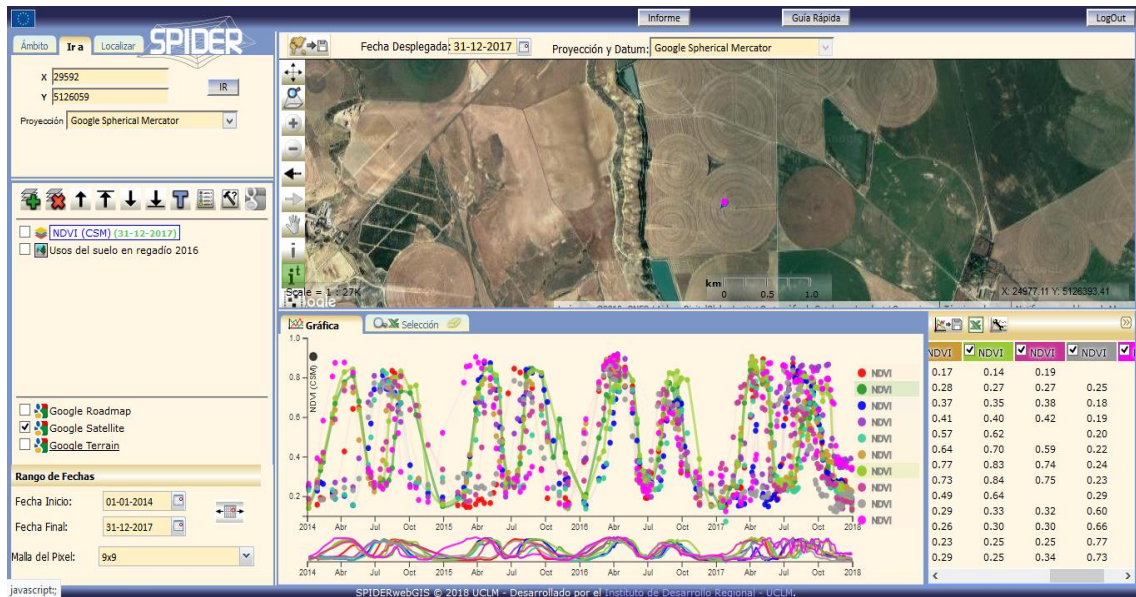 Informe Guía Rápida LogOut
Ámbito Ir a Localizar SPIDER
X 29592
Y 5126059
IR
Proyección Google Spherical Mercator
Fecha Desplegada: 31-12-2017 Proyección y Datum: Google Spherical Mercator
NDVI (CSM) (31-12-2017)
Usos del suelo en regadío 2016
Scale = 1 : 27K
km
0 0.5 1.0
X: 24977.11 Y: 5126393.41
Google Roadmap
Google Satellite
Google Terrain
Rango de Fechas
Fecha Inicio: 01-01-2014
Fecha Final: 31-12-2017
Malla del Pixel: 9x9
Gráfica Selección
NDVI (CSM)
1.0
0.8
0.6
0.4
0.2
2014 Abr Jul Oct 2015 Abr Jul Oct 2016 Abr Jul Oct 2017 Abr Jul Oct 2018
2014 Abr Jul Oct 2015 Abr Jul Oct 2016 Abr Jul Oct 2017 Abr Jul Oct 2018
NDVI
NDVI
NDVI
NDVI
NDVI
NDVI
NDVI
NDVI
NDVI
NDVI
NDVI NDVI NDVI NDVI
0.17 0.14 0.19
0.28 0.27 0.27 0.25
0.37 0.35 0.38 0.18
0.41 0.40 0.42 0.19
0.57 0.62 0.20
0.64 0.70 0.59 0.22
0.77 0.83 0.74 0.24
0.73 0.84 0.75 0.23
0.49 0.64 0.29
0.29 0.33 0.32 0.60
0.26 0.30 0.30 0.66
0.23 0.25 0.25 0.77
0.29 0.25 0.34 0.73
javascript:;
SPIDERwebGIS © 2018 UCLM - Desarrollado por el Instituto de Desarrollo Regional - UCLM.